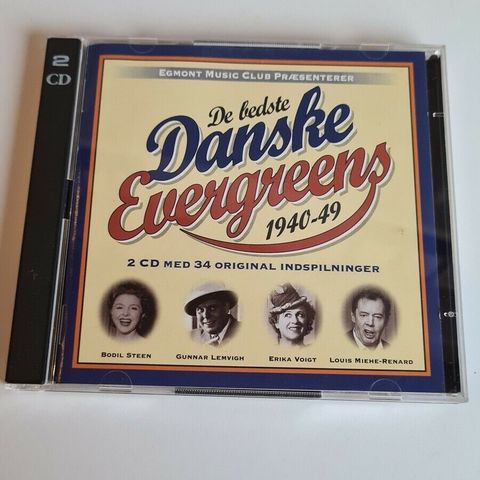 2
CD
Egmont Music Club Præsenterer
De bedste
Danske
Evergreens
1940-49
2 CD MED 34 ORIGINAL INDSPILNINGER
Bodil Steen
Gunnar Lemvigh
Erika Voigt
Louis Miehe-Renard